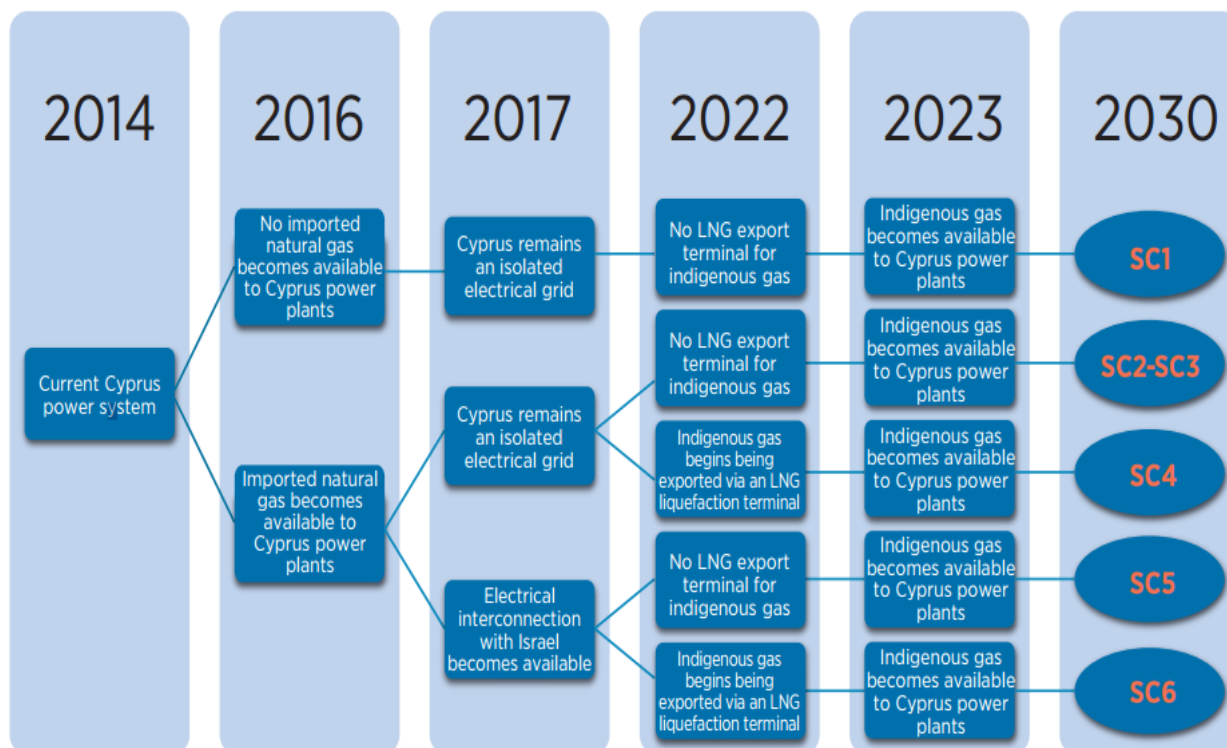 2014
2016
2017
2022
2023
2030
Current Cyprus
power system
No imported
natural gas
becomes available
to Cyprus power
plants
Imported natural
gas becomes
available to
Cyprus power
plants
Cyprus remains
an isolated
electrical grid
Cyprus remains
an isolated
electrical grid
Electrical
interconnection
with Israel
becomes available
No LNG export
terminal for
indigenous gas
No LNG export
terminal for
indigenous gas
Indigenous gas
begins being
exported via an LNG
liquefaction terminal
No LNG export
terminal for
indigenous gas
Indigenous gas
begins being
exported via an LNG
liquefaction terminal
Indigenous gas
becomes available
to Cyprus power
plants
Indigenous gas
becomes available
to Cyprus power
plants
Indigenous gas
becomes available
to Cyprus power
plants
Indigenous gas
becomes available
to Cyprus power
plants
Indigenous gas
becomes available
to Cyprus power
plants
SC1
SC2-SC3
SC4
SC5
SC6